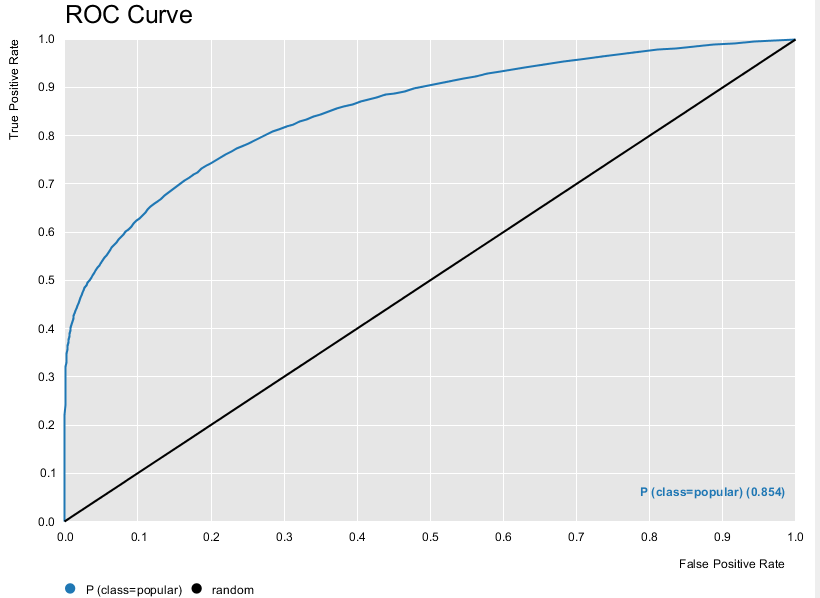 ROC Curve
True Positive Rate
1.0
0.9
0.8
0.7
0.6
0.5
0.4
0.3
0.2
0.1
0.0
P (class=popular) (0.854)
0.0 0.1 0.2 0.3 0.4 0.5 0.6 0.7 0.8 0.9 1.0
False Positive Rate
P (class=popular) random